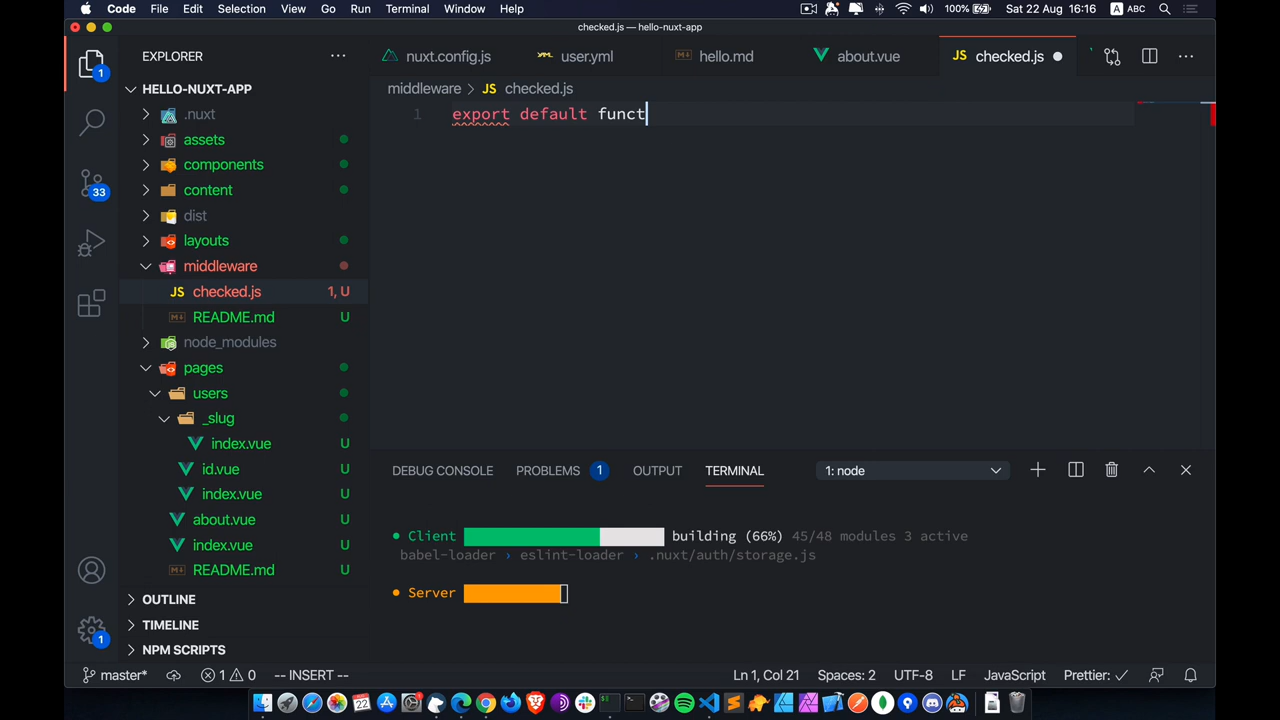 Code File Edit Selection View Go Run Terminal Window Help 100% Sat 22 Aug 16:16 A ABC
checked.js — hello-nuxt-app
EXPLORER
nuxt.config.js user.yml hello.md about.vue JS checked.js
1
HELLO-NUXT-APP
middleware > JS checked.js
.nuxt
1 export default funct
assets
components
33
content
dist
layouts
middleware
JS checked.js 1, U
README.md U
node_modules
pages
users
_slug
index.vue U
id.vue U
index.vue U
about.vue U
index.vue U
README.md U
DEBUG CONSOLE PROBLEMS 1 OUTPUT TERMINAL 1: node
Client building (66%) 45/48 modules 3 active
babel-loader › eslint-loader › .nuxt/auth/storage.js
Server
OUTLINE
TIMELINE
1
NPM SCRIPTS
master* 1 0 -- INSERT -- Ln 1, Col 21 Spaces: 2 UTF-8 LF JavaScript Prettier: ✓
22